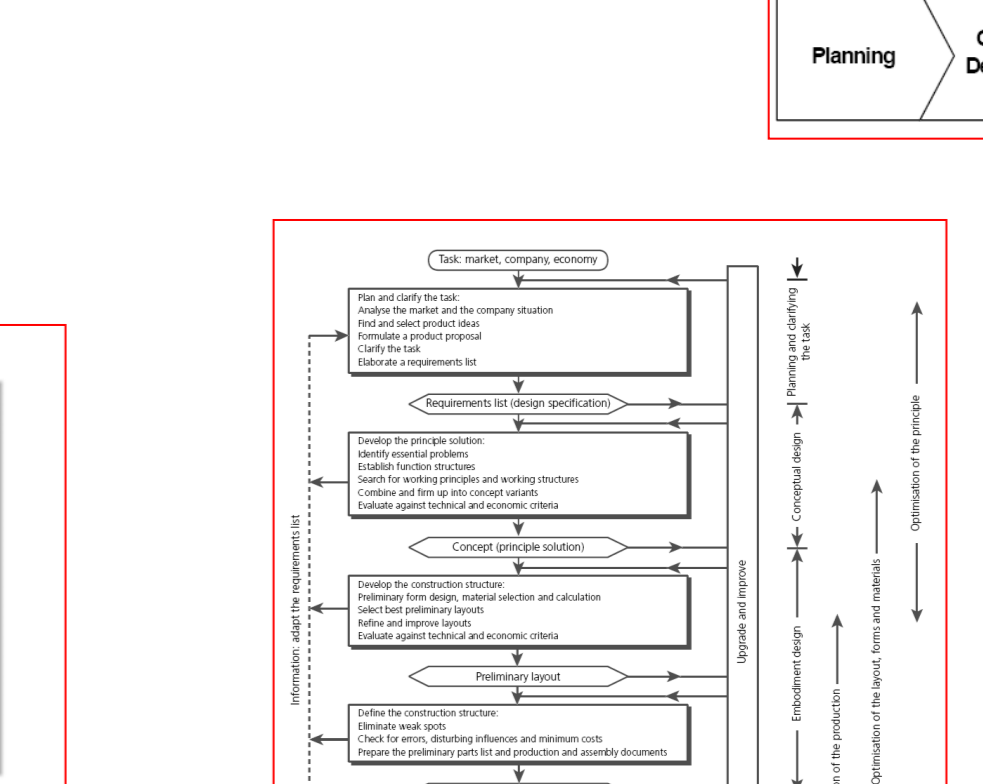 Planning
Task: market, company, economy
Plan and clarify the task:
Analyse the market and the company situation
Find and select product ideas
Formulate a product proposal
Clarify the task
Elaborate a requirements list
Requirements list (design specification)
Develop the principle solution:
Identify essential problems
Establish function structures
Search for working principles and working structures
Combine and firm up into concept variants
Evaluate against technical and economic criteria
Concept (principle solution)
Develop the construction structure:
Preliminary form design, material selection and calculation
Select best preliminary layouts
Refine and improve layouts
Evaluate against technical and economic criteria
Preliminary layout
Define the construction structure:
Eliminate weak spots
Check for errors, disturbing influences and minimum costs
Prepare the preliminary parts list and production and assembly documents
Information: adapt the requirements list
Upgrade and improve
Planning and clarifying
the task
Conceptual design
Embodiment design
of the production
Optimisation of the layout, forms and materials
Optimisation of the principle